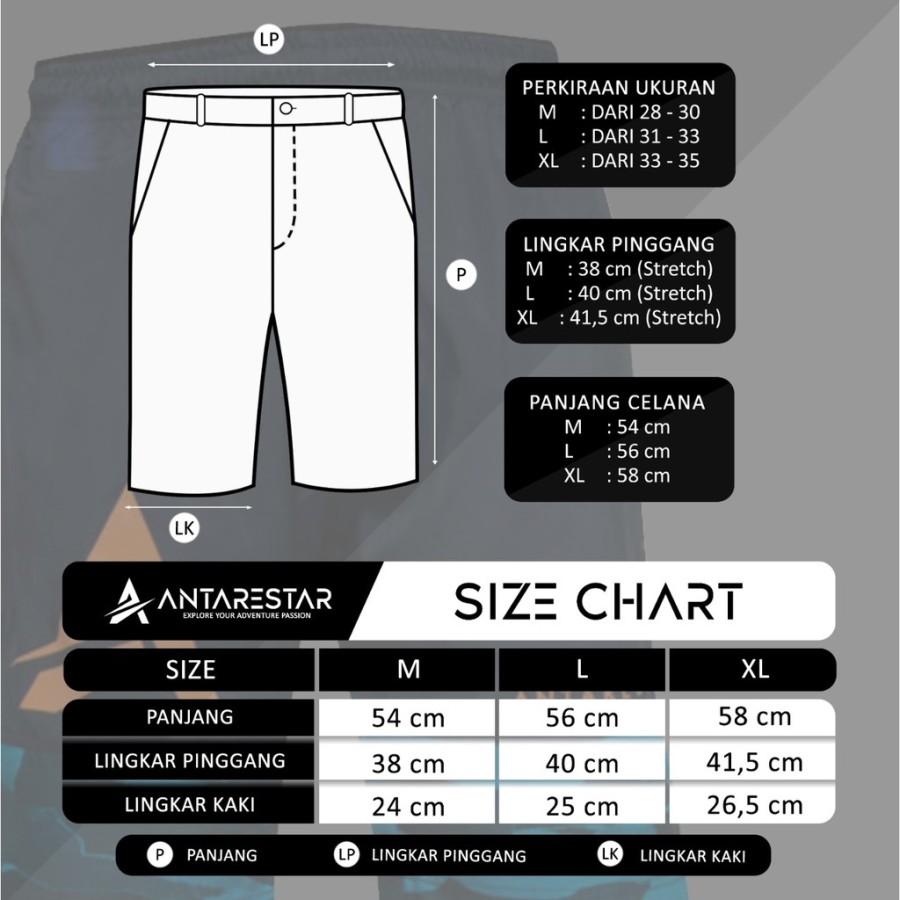 LP
PERKIRAAN UKURAN
M : DARI 28 - 30
L : DARI 31 - 33
XL : DARI 33 - 35
P
LINGKAR PINGGANG
M : 38 cm (Stretch)
L : 40 cm (Stretch)
XL : 41,5 cm (Stretch)
PANJANG CELANA
M : 54 cm
L : 56 cm
XL : 58 cm
LK
ANTARESTAR
EXPLORE YOUR ADVENTURE PASSION
SIZE CHART
SIZE M L XL
PANJANG 54 cm 56 cm 58 cm
LINGKAR PINGGANG 38 cm 40 cm 41,5 cm
LINGKAR KAKI 24 cm 25 cm 26,5 cm
P PANJANG LP LINGKAR PINGGANG LK LINGKAR KAKI